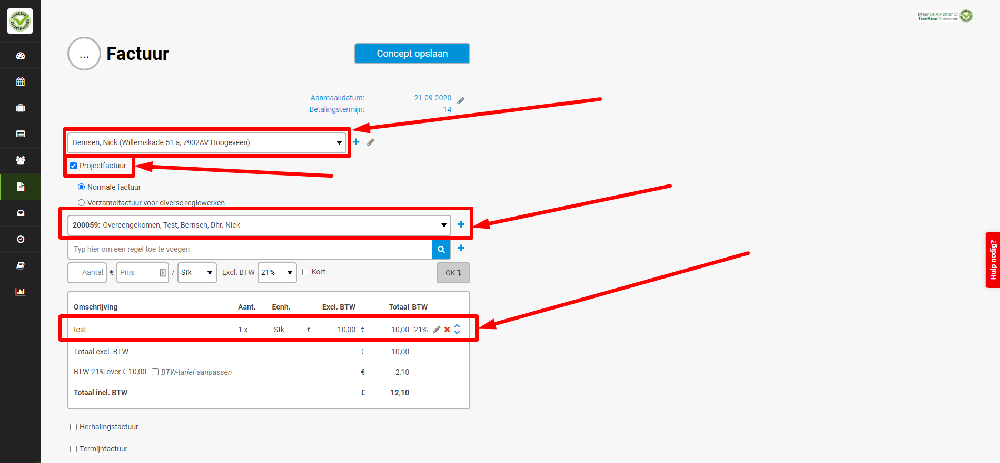 TUINKEUR
GECERTIFICEERD
Meer tuinplezier
TuinKeur-hovenier
...
Factuur
Concept opslaan
Aanmaakdatum: 21-09-2020
Betalingstermijn: 14
Bernsen, Nick (Willemskade 51 a, 7902AV Hoogeveen)
Projectfactuur
Normale factuur
Verzamelfactuur voor diverse regiewerken
200059: Overeengekomen, Test, Bernsen, Dhr. Nick
Typ hier om een regel toe te voegen
Aantal € Prijs / Stk Excl. BTW 21% Kort. OK
Omschrijving Aant. Eenh. Excl. BTW Totaal BTW
test 1 x Stk € 10,00 € 10,00 21%
Totaal excl. BTW € 10,00
BTW 21% over € 10,00 BTW-tarief aanpassen € 2,10
Totaal incl. BTW € 12,10
Herhalingsfactuur
Termijnfactuur
Hulp nodig?